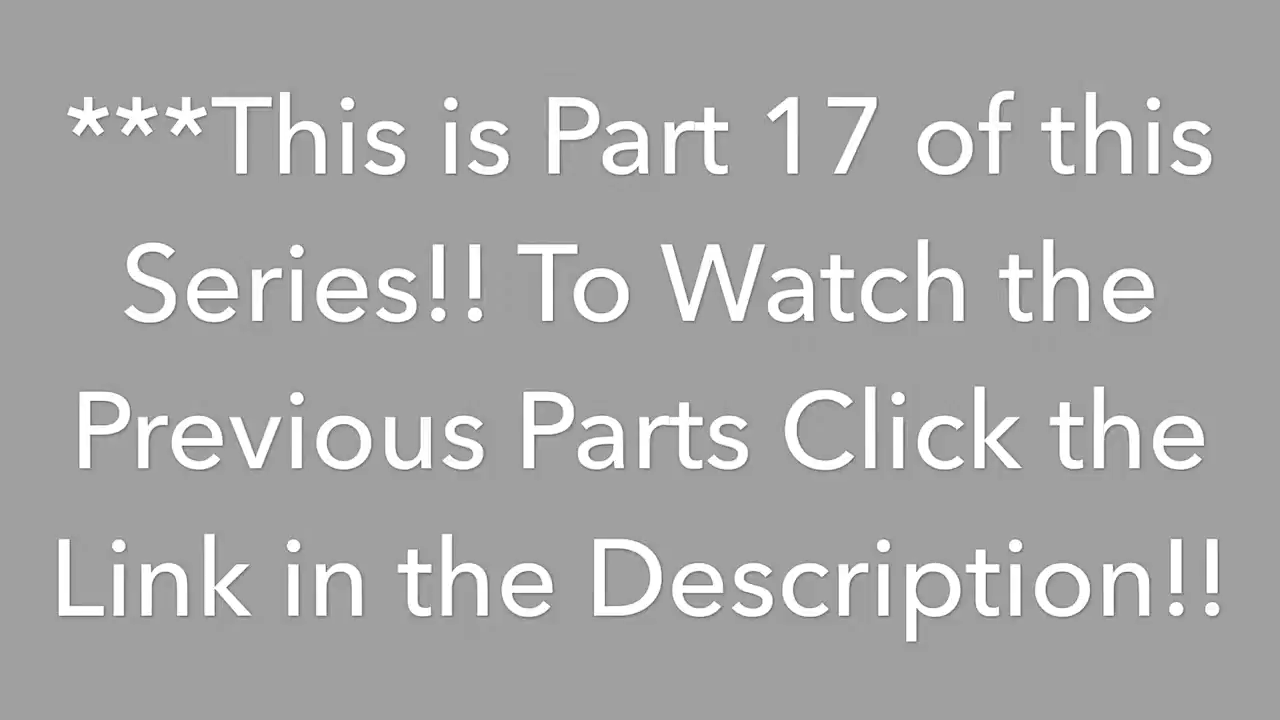 ***This is Part 17 of this
Series!! To Watch the
Previous Parts Click the
Link in the Description!!